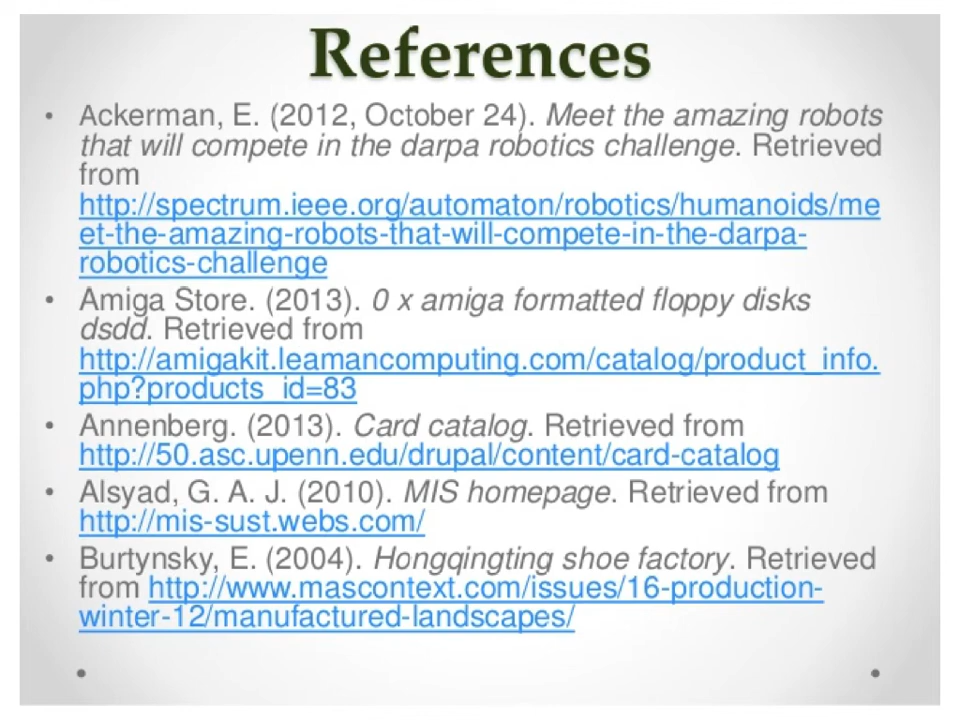 References
• Ackerman, E. (2012, October 24). Meet the amazing robots
that will compete in the darpa robotics challenge. Retrieved
from
http://spectrum.ieee.org/automaton/robotics/humanoids/me
et-the-amazing-robots-that-will-compete-in-the-darpa-
robotics-challenge
• Amiga Store. (2013). 0 x amiga formatted floppy disks
dsdd. Retrieved from
http://amigakit.leamancomputing.com/catalog/product_info.
php?products_id=83
• Annenberg. (2013). Card catalog. Retrieved from
http://50.asc.upenn.edu/drupal/content/card-catalog
• Alsyad, G. A. J. (2010). MIS homepage. Retrieved from
http://mis-sust.webs.com/
• Burtynsky, E. (2004). Hongqingting shoe factory. Retrieved
from http://www.mascontext.com/issues/16-production-
winter-12/manufactured-landscapes/